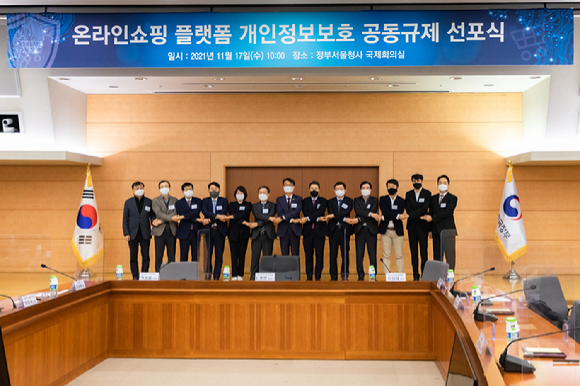 온라인쇼핑 플랫폼 개인정보보호 공동규제 선포식
일시 : 2021년 11월 17일(수) 10:00 장소 : 정부서울청사 국제회의실